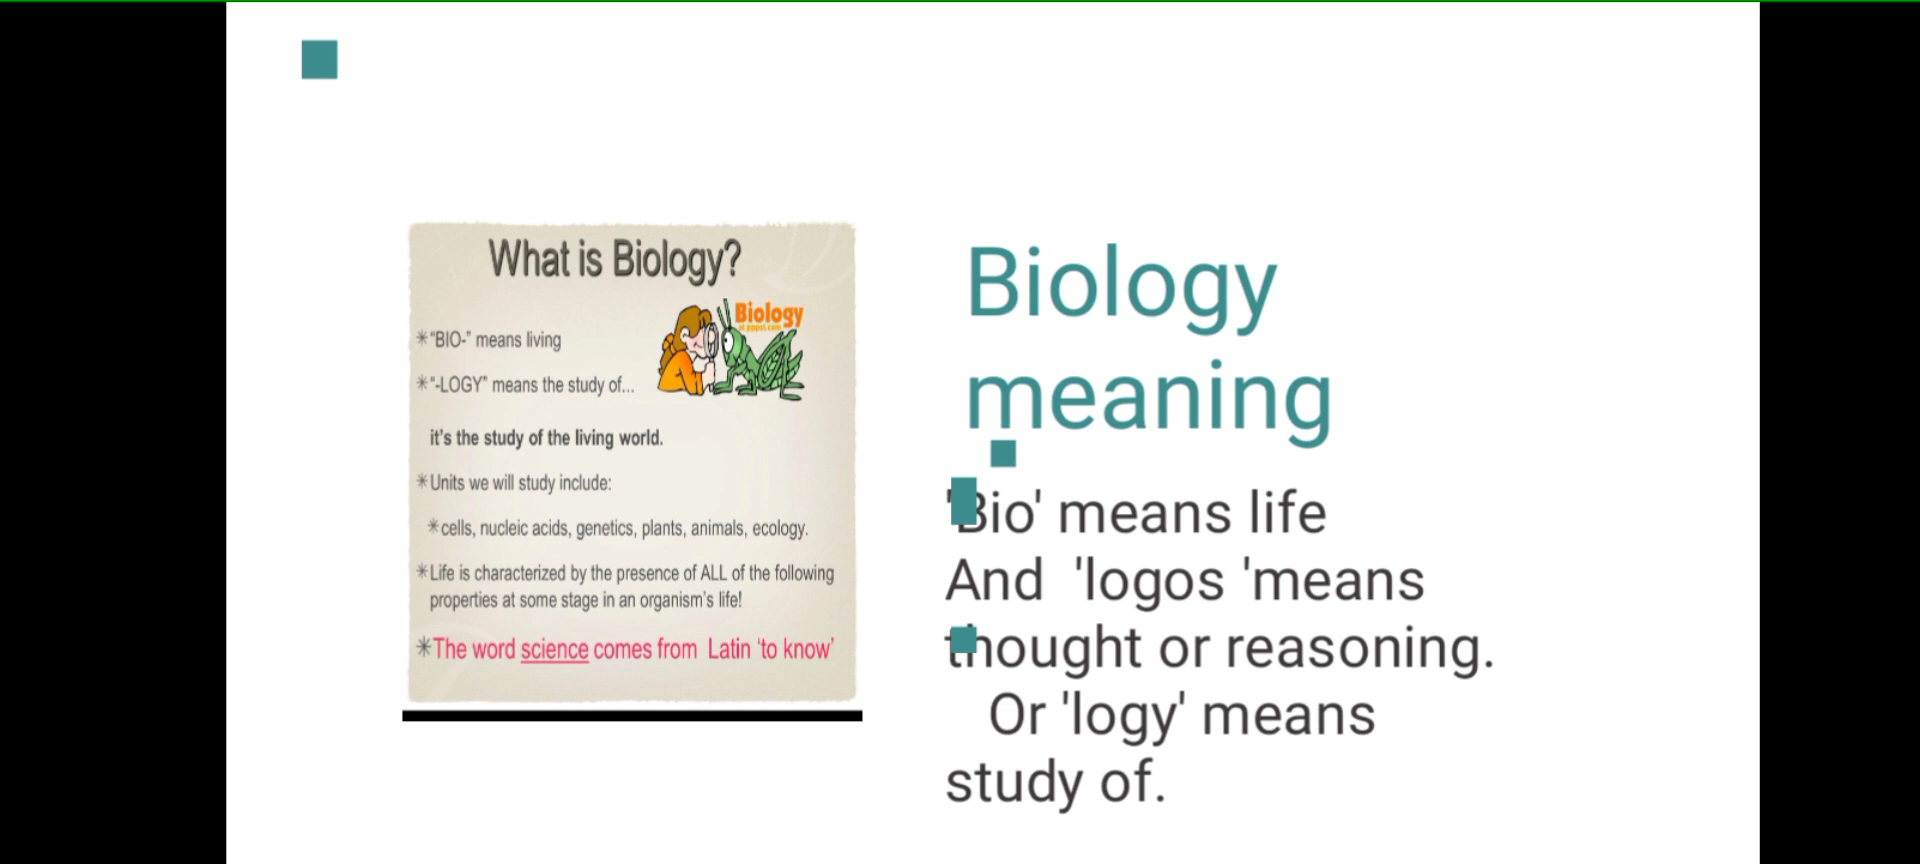 What is Biology?
Biology
at pppst.com
*"BIO-" means living
*"-LOGY" means the study of...
it's the study of the living world.
*Units we will study include:
*cells, nucleic acids, genetics, plants, animals, ecology.
*Life is characterized by the presence of ALL of the following
properties at some stage in an organism's life!
*The word science comes from Latin 'to know'
Biology
meaning
'Bio' means life
And 'logos 'means
thought or reasoning.
Or 'logy' means
study of.